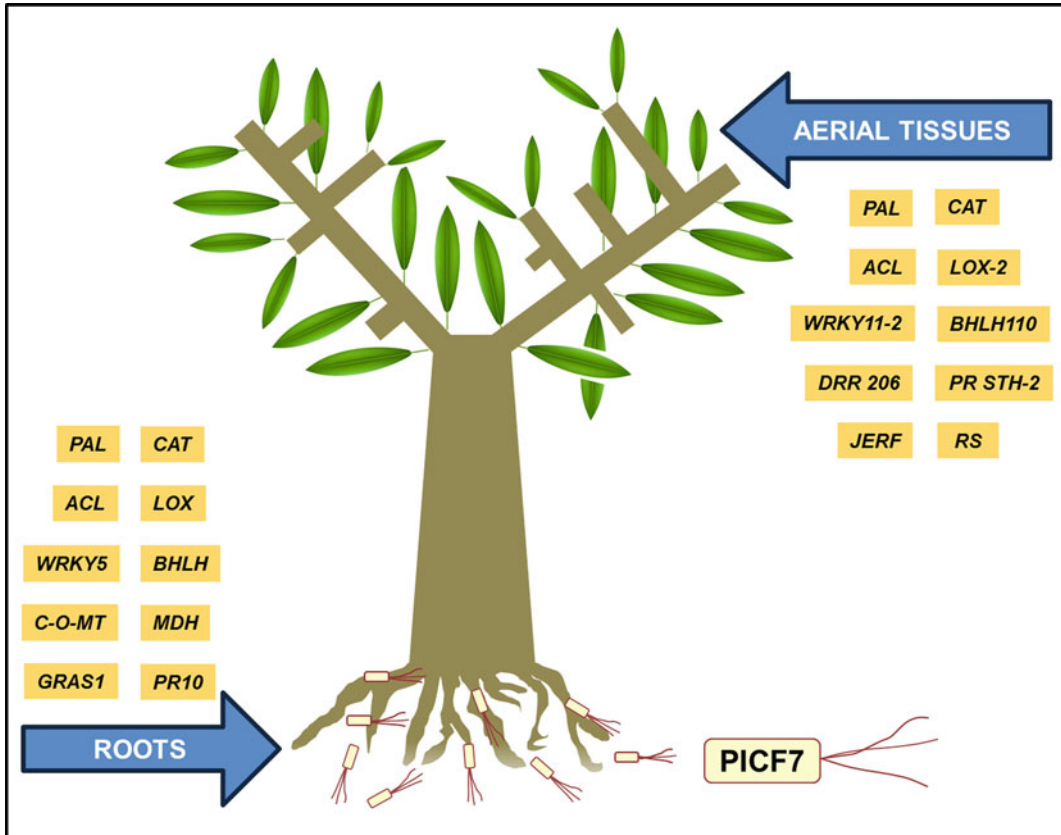 AERIAL TISSUES
PAL CAT
ACL LOX-2
WRKY11-2 BHLH110
DRR 206 PR STH-2
JERF RS
PAL CAT
ACL LOX
WRKY5 BHLH
C-O-MT MDH
GRAS1 PR10
ROOTS
PICF7